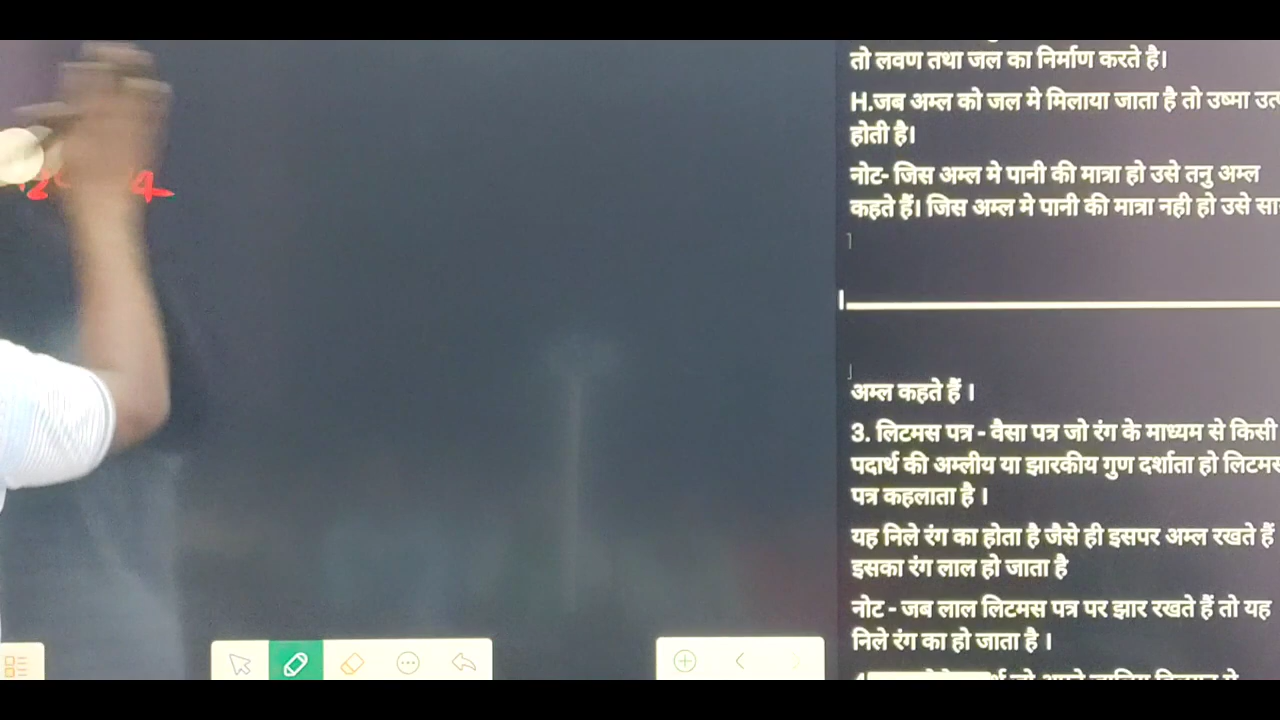 तो लवण तथा जल का निर्माण करते है।
H.जब अम्ल को जल मे मिलाया जाता है तो उष्मा
होती है।
नोट- जिस अम्ल मे पानी की मात्रा हो उसे तनु अम्ल
कहते हैं। जिस अम्ल मे पानी की मात्रा नही हो उसे
अम्ल कहते हैं ।
3. लिटमस पत्र - वैसा पत्र जो रंग के माध्यम से किसी
पदार्थ की अम्लीय या झारकीय गुण दर्शाता हो
पत्र कहलाता है ।
यह निले रंग का होता है जैसे ही इसपर अम्ल रखते हैं
इसका रंग लाल हो जाता है
नोट - जब लाल लिटमस पत्र पर झार रखते हैं तो यह
निले रंग का हो जाता है ।